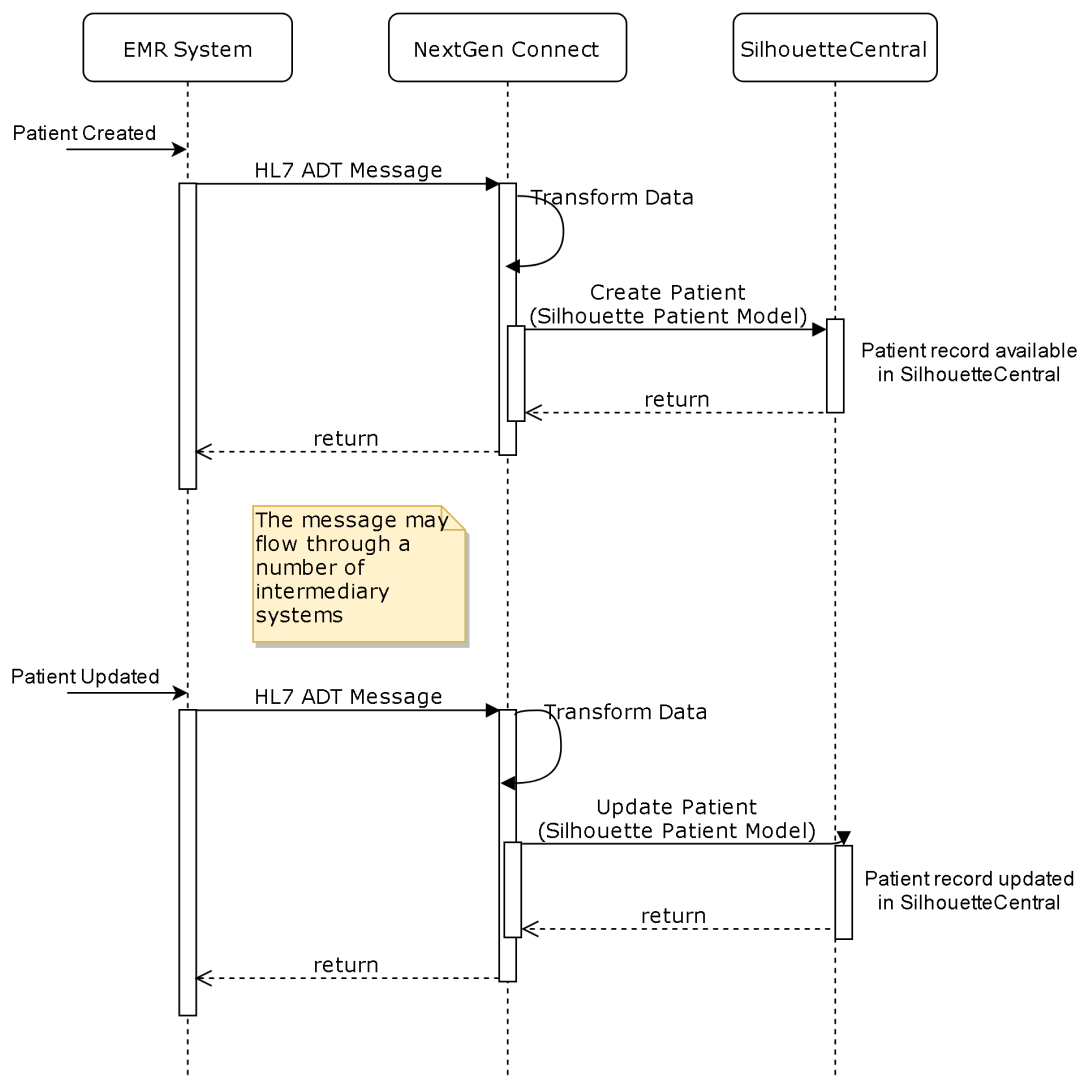 EMR System
NextGen Connect
SilhouetteCentral
Patient Created
HL7 ADT Message
Transform Data
Create Patient
(Silhouette Patient Model)
Patient record available
in SilhouetteCentral
return
return
The message may
flow through a
number of
intermediary
systems
Patient Updated
HL7 ADT Message
Transform Data
Update Patient
(Silhouette Patient Model)
Patient record updated
in SilhouetteCentral
return
return